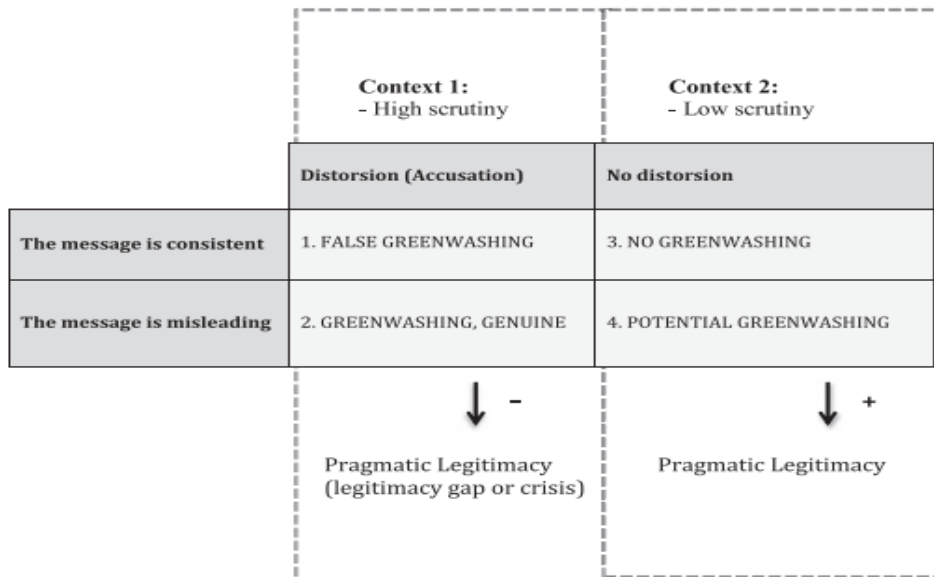 Context 1:
- High scrutiny
Context 2:
- Low scrutiny
Distorsion (Accusation)
No distorsion
The message is consistent
1. FALSE GREENWASHING
3. NO GREENWASHING
The message is misleading
2. GREENWASHING, GENUINE
4. POTENTIAL GREENWASHING
-
+
Pragmatic Legitimacy
(legitimacy gap or crisis)
Pragmatic Legitimacy